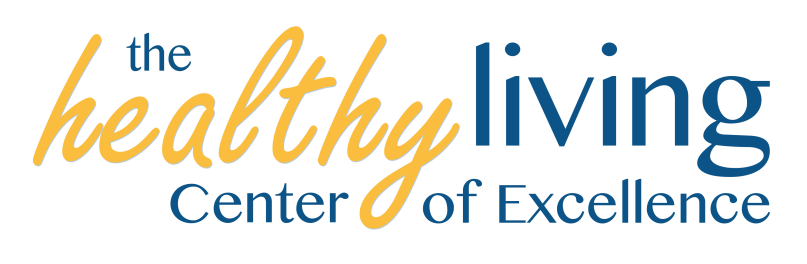 the
healthy living
Center of Excellence